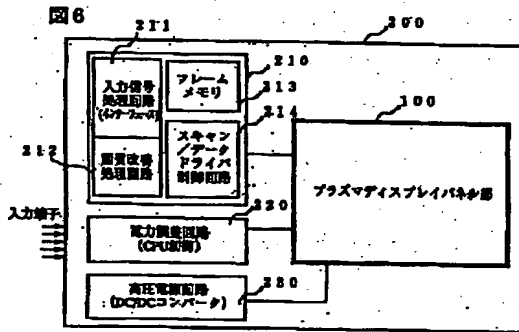 図6
211
200
210
入力信号
処理回路
(インターフェース)
フレーム
メモリ
213
214
100
スキャン
/データ
ドライバ
制御回路
212
画質改善
処理回路
プラズマディスプレイパネル部
入力端子
220
電力調整回路
(CPU制御)
高圧電源回路
(DC/DCコンバータ)
230